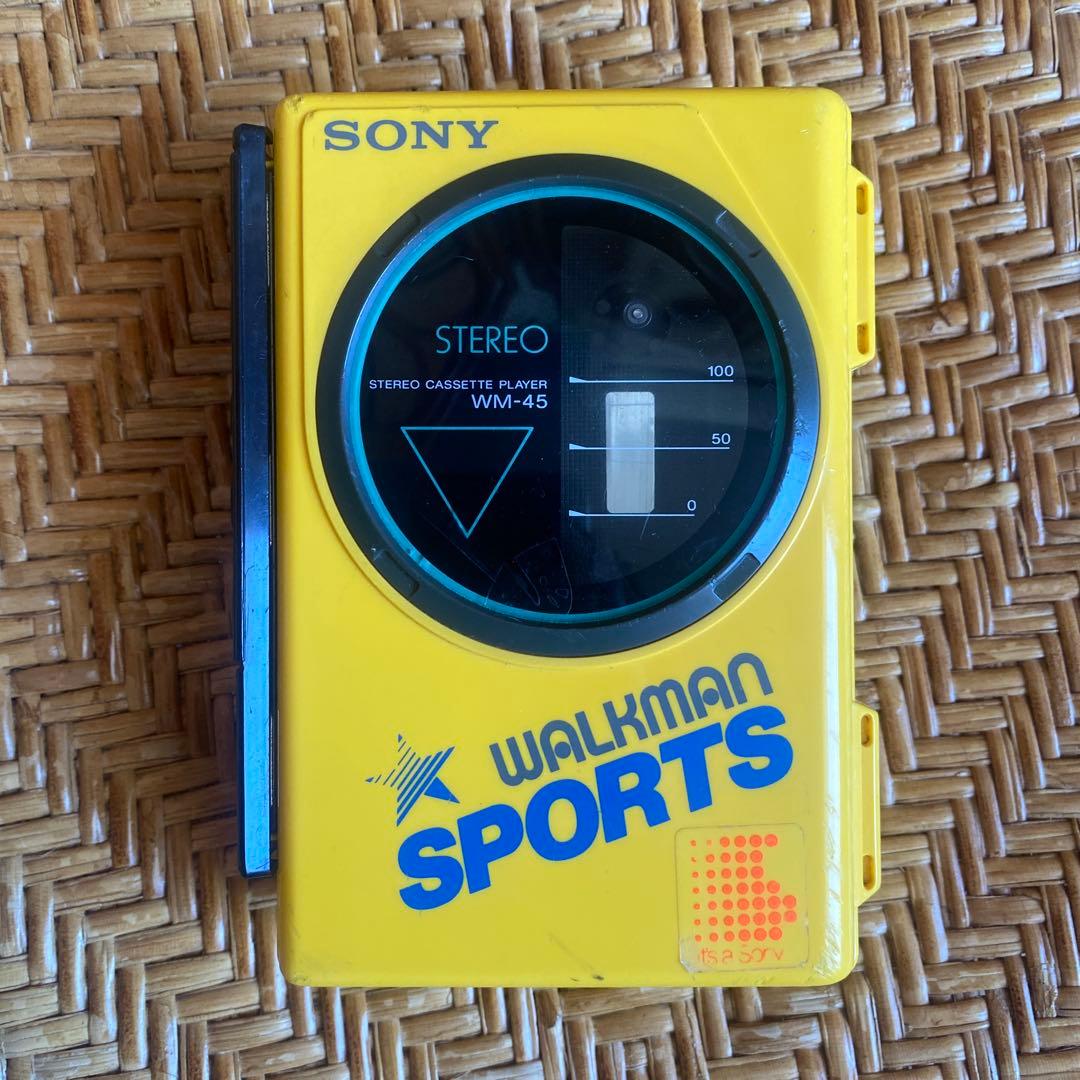 SONY
STEREO
STEREO CASSETTE PLAYER
WM-45
100
50
0
WALKMAN
SPORTS
It's a Sony